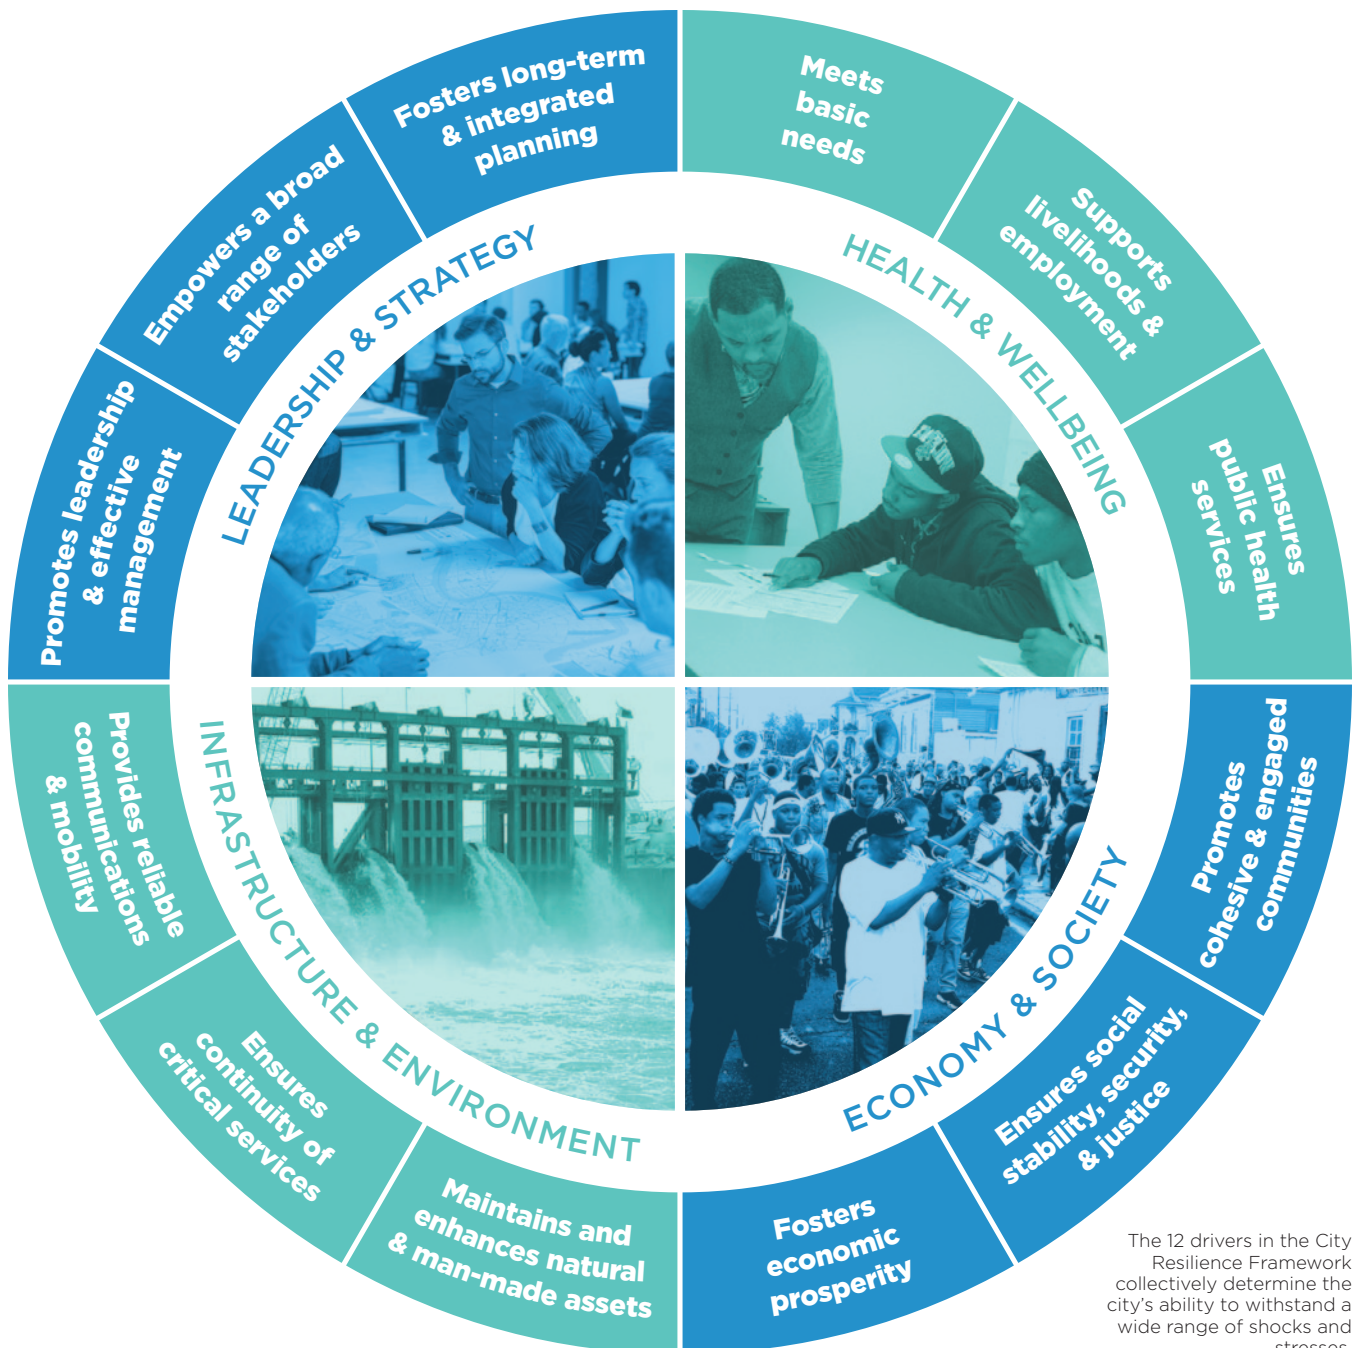 Fosters long-term
& integrated
planning
Meets
basic
needs
Supports
livelihoods &
employment
Ensures
public health
services
Promotes
cohesive & engaged
communities
Ensures social
stability, security,
& justice
Fosters
economic
prosperity
Maintains and
enhances natural
& man-made assets
Ensures
continuity of
critical services
Provides reliable
communications
& mobility
Promotes leadership
& effective
management
Empowers a broad
range of
stakeholders
LEADERSHIP & STRATEGY
HEALTH & WELLBEING
ECONOMY & SOCIETY
INFRASTRUCTURE & ENVIRONMENT
The 12 drivers in the City
Resilience Framework
collectively determine the
city's ability to withstand a
wide range of shocks and
stresses.